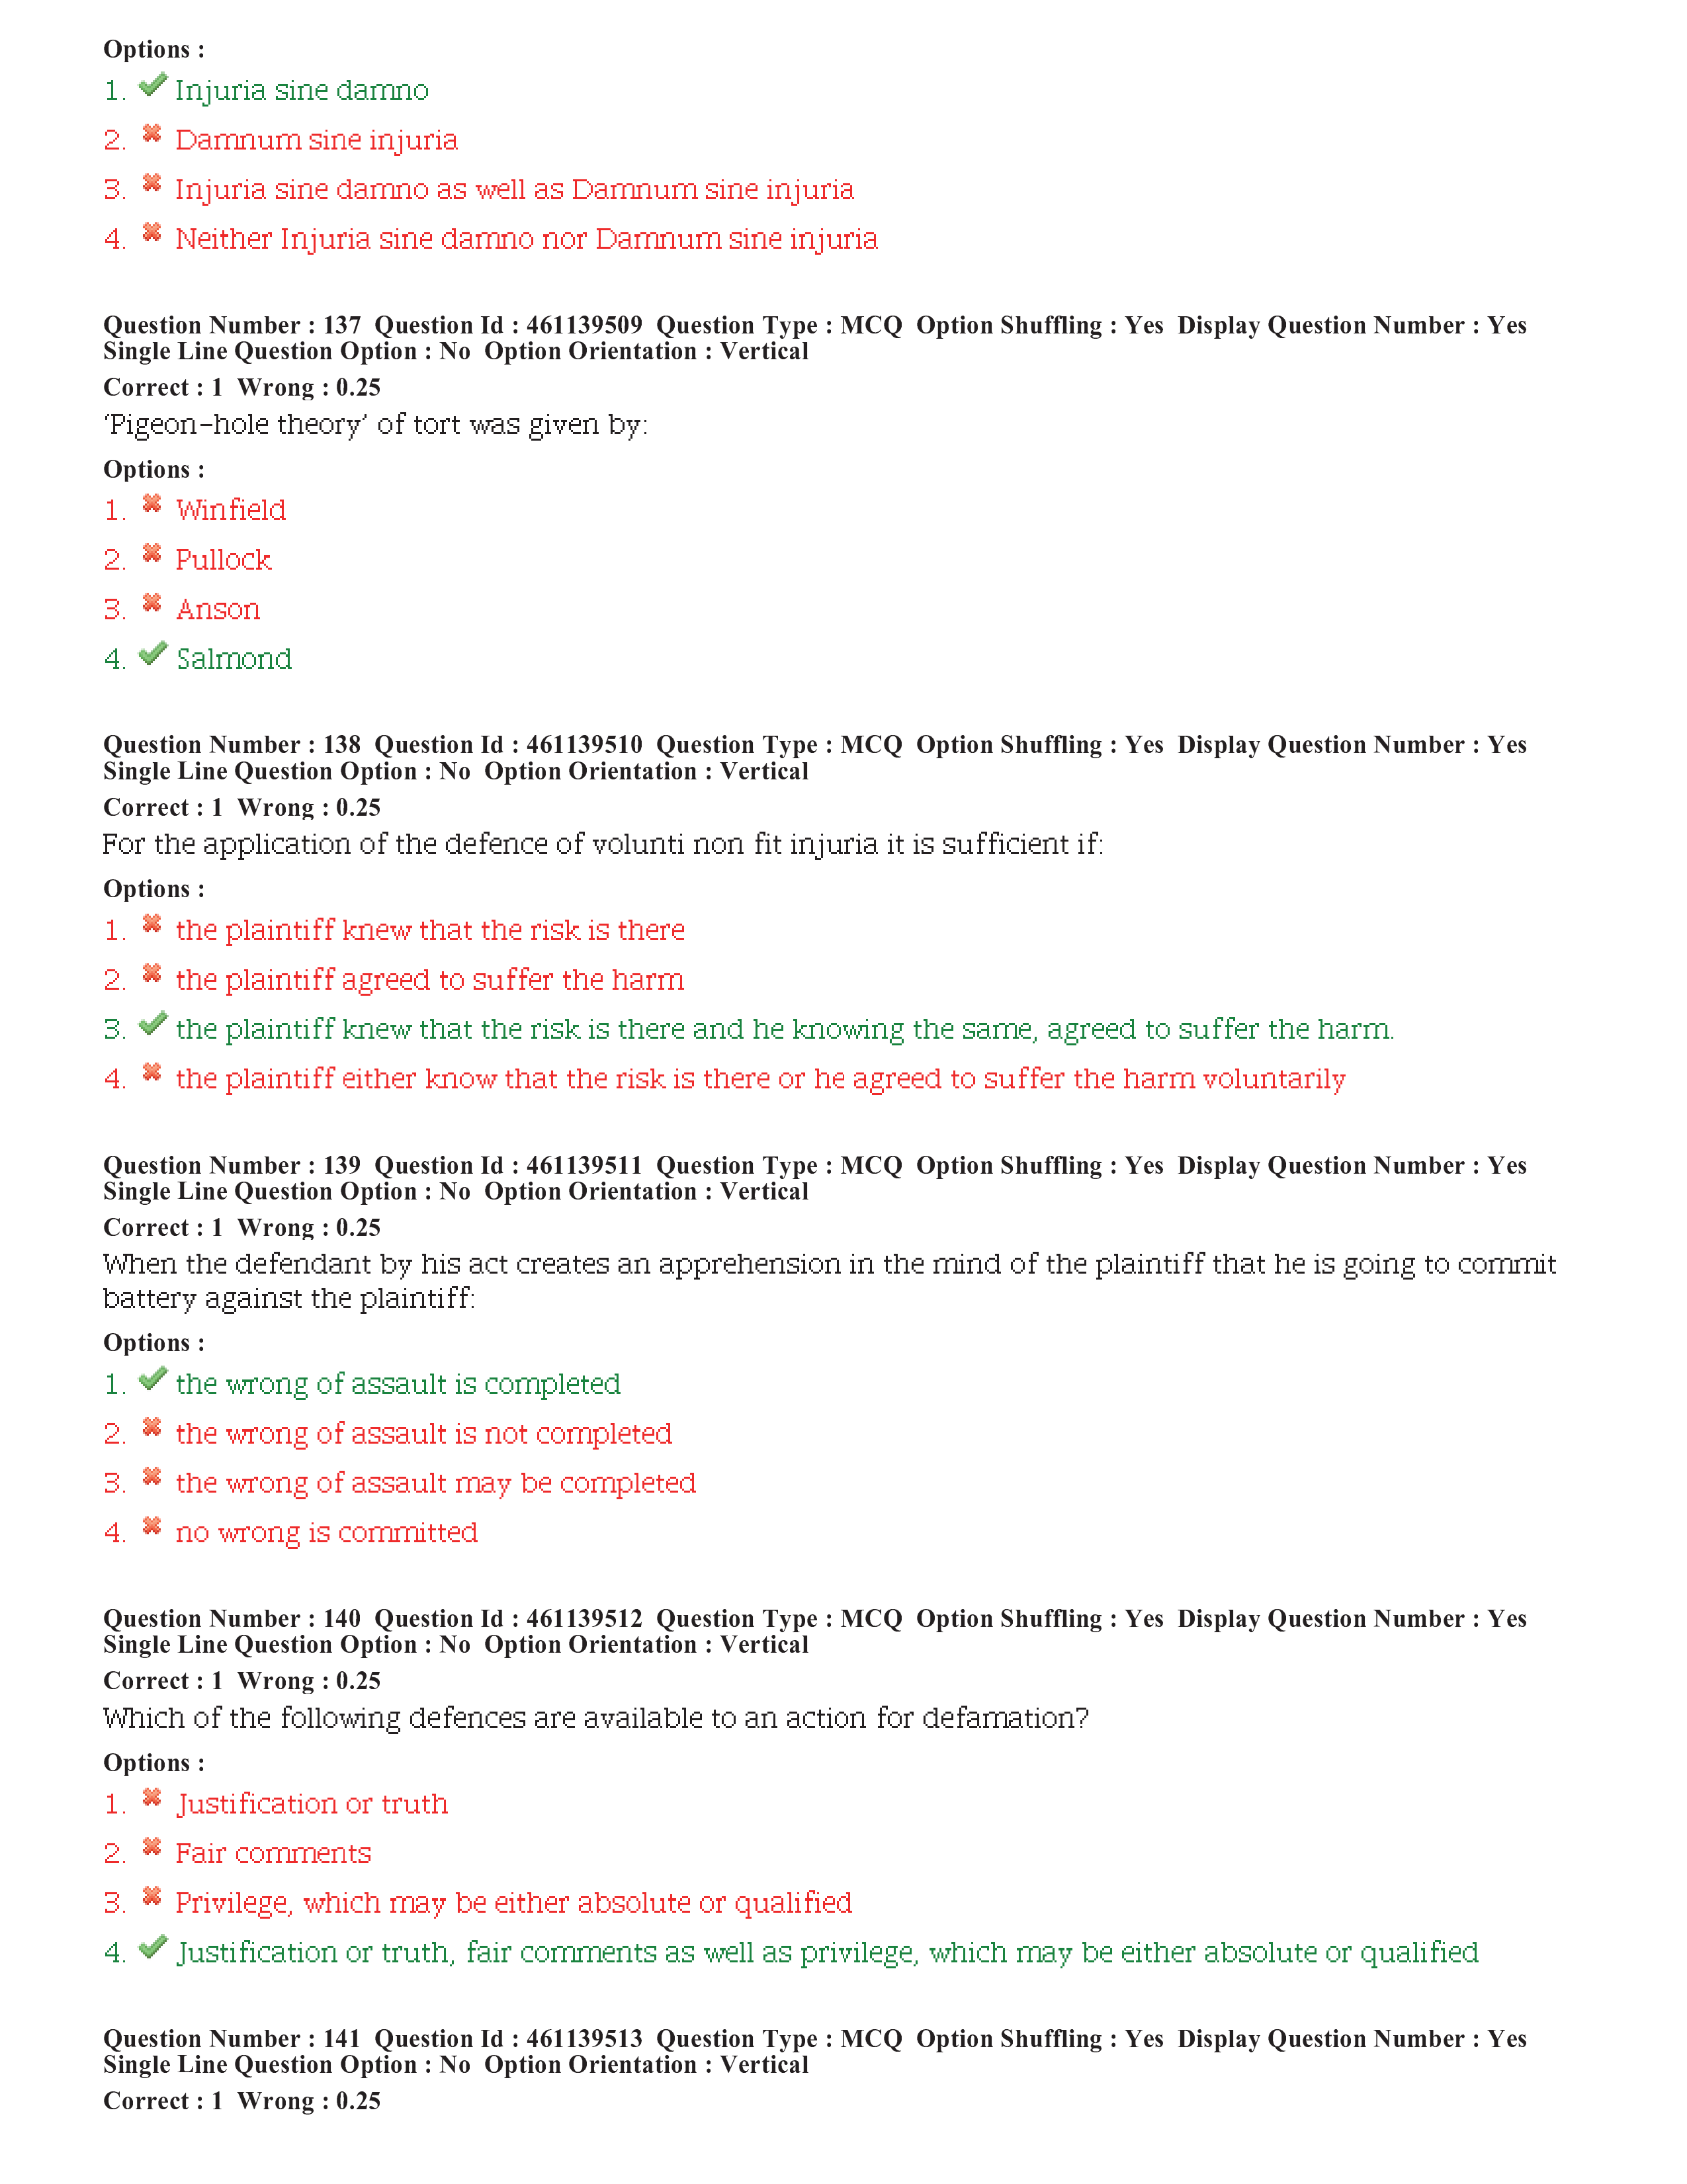 Options :
1. Injuria sine damno
2. Damnum sine injuria
3. Injuria sine damno as well as Damnum sine injuria
4. Neither Injuria sine damno nor Damnum sine injuria
Question Number : 137 Question Id : 461139509 Question Type : MCQ Option Shuffling : Yes Display Question Number : Yes
Single Line Question Option : No Option Orientation : Vertical
Correct : 1 Wrong : 0.25
‘Pigeon-hole theory’ of tort was given by:
Options :
1. Winfield
2. Pullock
3. Anson
4. Salmond
Question Number : 138 Question Id : 461139510 Question Type : MCQ Option Shuffling : Yes Display Question Number : Yes
Single Line Question Option : No Option Orientation : Vertical
Correct : 1 Wrong : 0.25
For the application of the defence of volunti non fit injuria it is sufficient if:
Options :
1. the plaintiff knew that the risk is there
2. the plaintiff agreed to suffer the harm
3. the plaintiff knew that the risk is there and he knowing the same, agreed to suffer the harm.
4. the plaintiff either know that the risk is there or he agreed to suffer the harm voluntarily
Question Number : 139 Question Id : 461139511 Question Type : MCQ Option Shuffling : Yes Display Question Number : Yes
Single Line Question Option : No Option Orientation : Vertical
Correct : 1 Wrong : 0.25
When the defendant by his act creates an apprehension in the mind of the plaintiff that he is going to commit
battery against the plaintiff:
Options :
1. the wrong of assault is completed
2. the wrong of assault is not completed
3. the wrong of assault may be completed
4. no wrong is committed
Question Number : 140 Question Id : 461139512 Question Type : MCQ Option Shuffling : Yes Display Question Number : Yes
Single Line Question Option : No Option Orientation : Vertical
Correct : 1 Wrong : 0.25
Which of the following defences are available to an action for defamation?
Options :
1. Justification or truth
2. Fair comments
3. Privilege, which may be either absolute or qualified
4. Justification or truth, fair comments as well as privilege, which may be either absolute or qualified
Question Number : 141 Question Id : 461139513 Question Type : MCQ Option Shuffling : Yes Display Question Number : Yes
Single Line Question Option : No Option Orientation : Vertical
Correct : 1 Wrong : 0.25